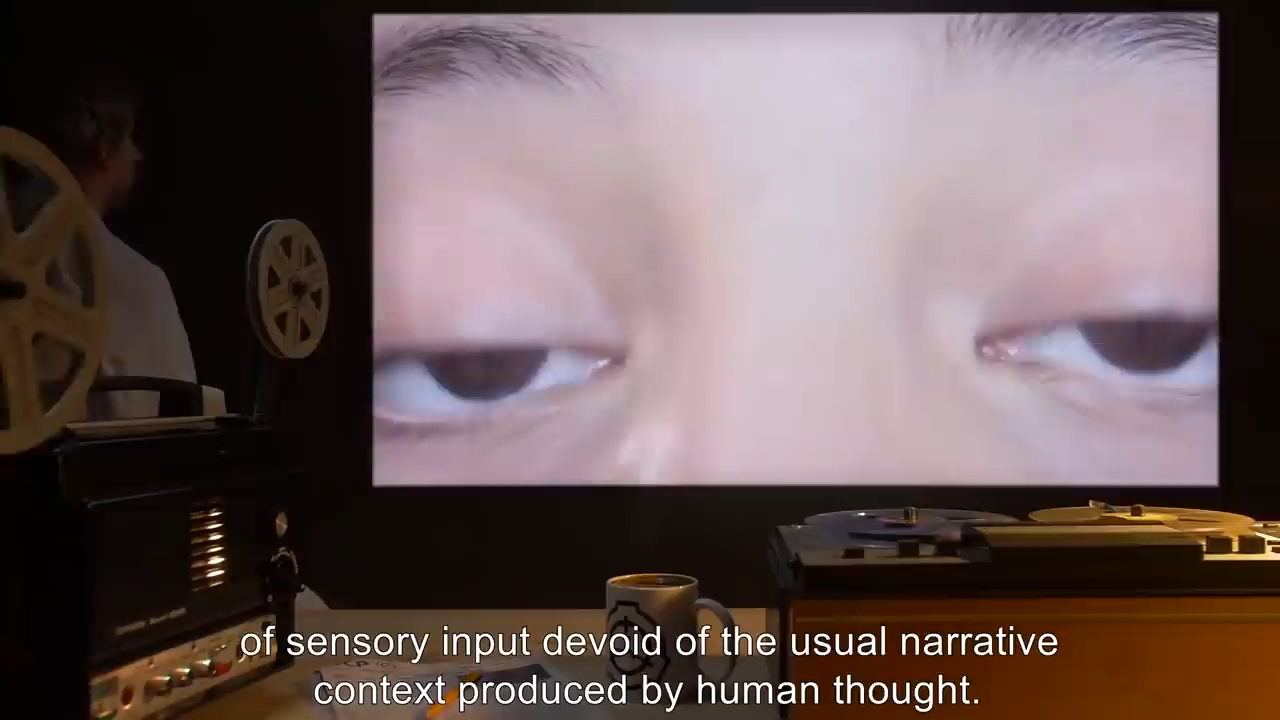 of sensory input devoid of the usual narrative
context produced by human thought.